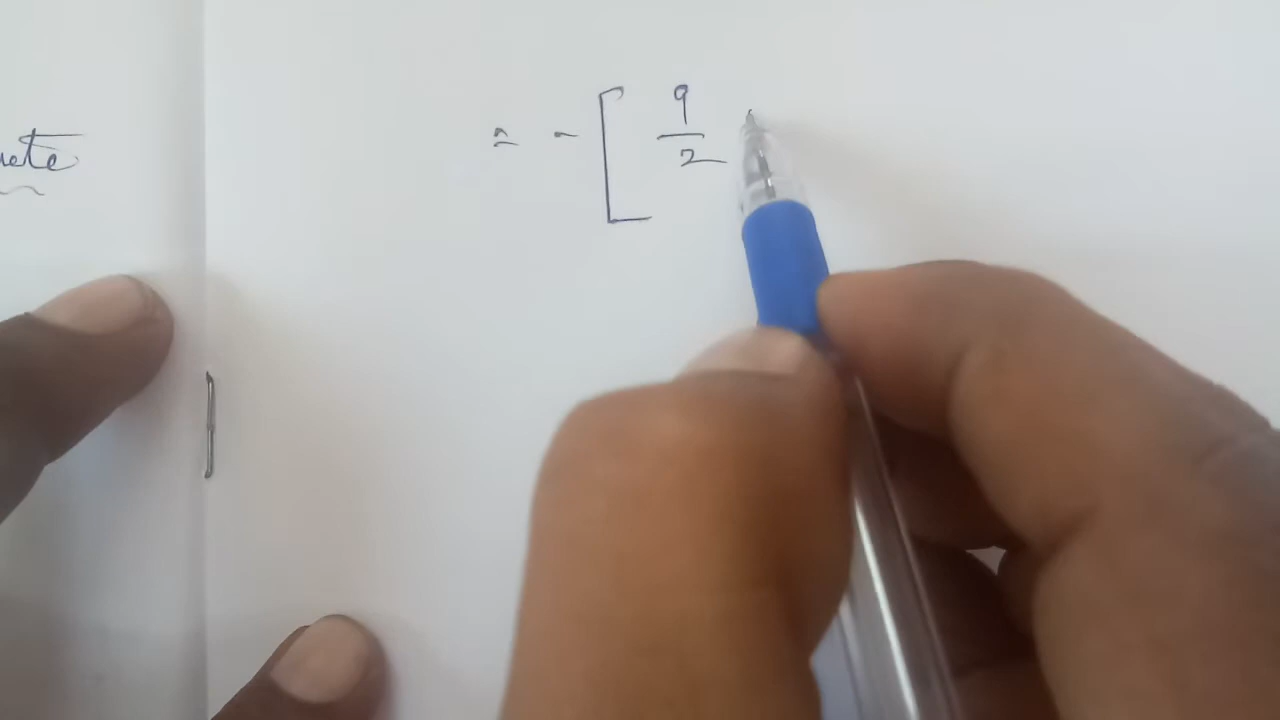 = - [ 9/2